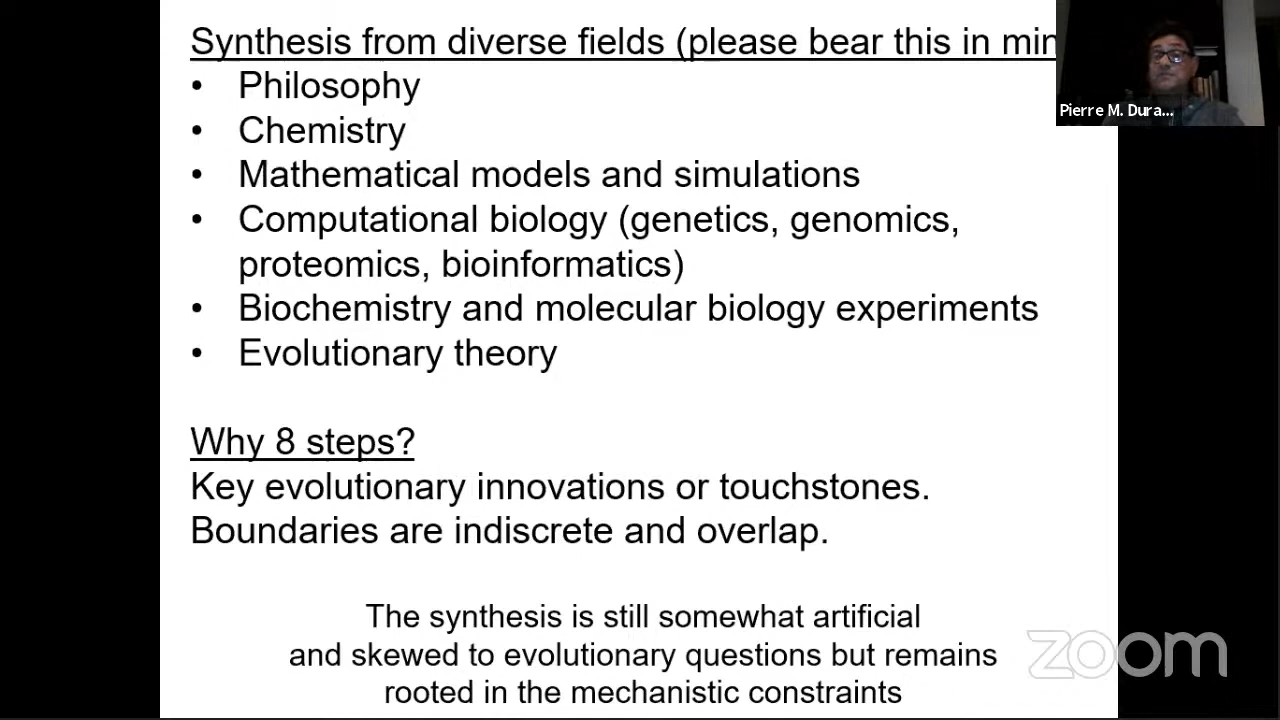 Synthesis from diverse fields (please bear this in min
• Philosophy
• Chemistry
• Mathematical models and simulations
• Computational biology (genetics, genomics,
proteomics, bioinformatics)
• Biochemistry and molecular biology experiments
• Evolutionary theory
Why 8 steps?
Key evolutionary innovations or touchstones.
Boundaries are indiscrete and overlap.
The synthesis is still somewhat artificial
and skewed to evolutionary questions but remains
rooted in the mechanistic constraints
Pierre M. Dura...
zoom